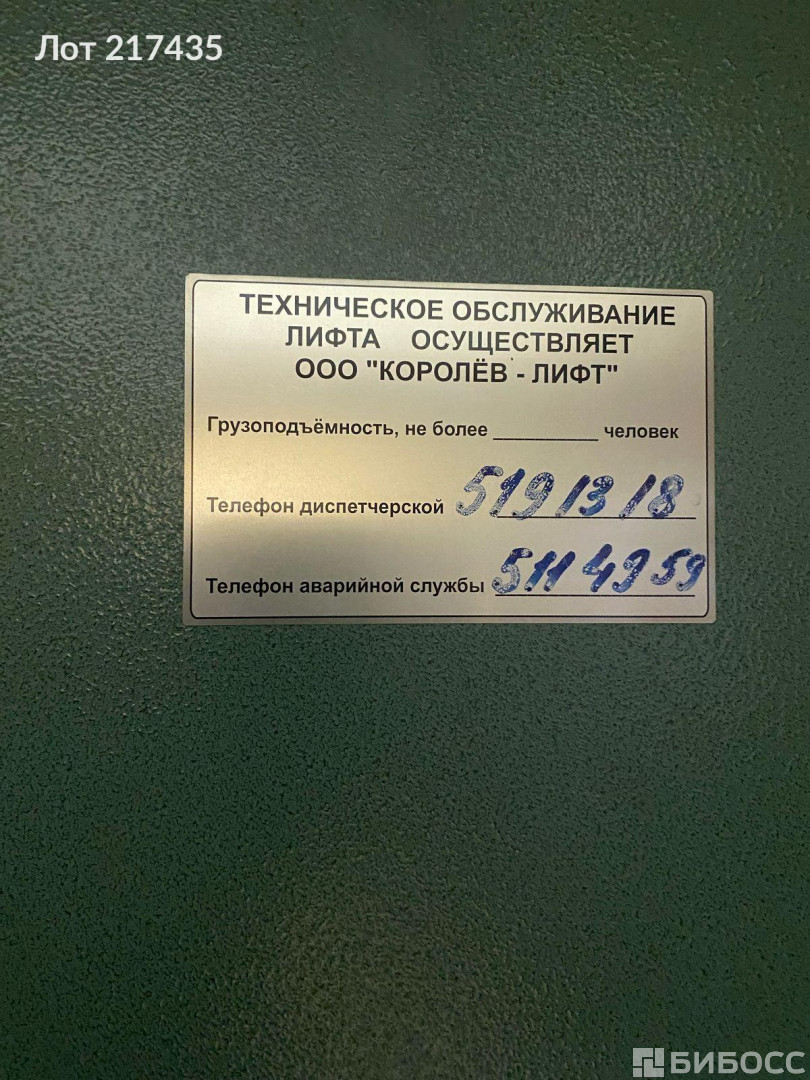 Лот 217435
ТЕХНИЧЕСКОЕ ОБСЛУЖИВАНИЕ
ЛИФТА ОСУЩЕСТВЛЯЕТ
ООО "КОРОЛЁВ - ЛИФТ"
Грузоподъёмность, не более __________ человек
Телефон диспетчерской 519 13 18
Телефон аварийной службы 511 49 59
БИБОСС